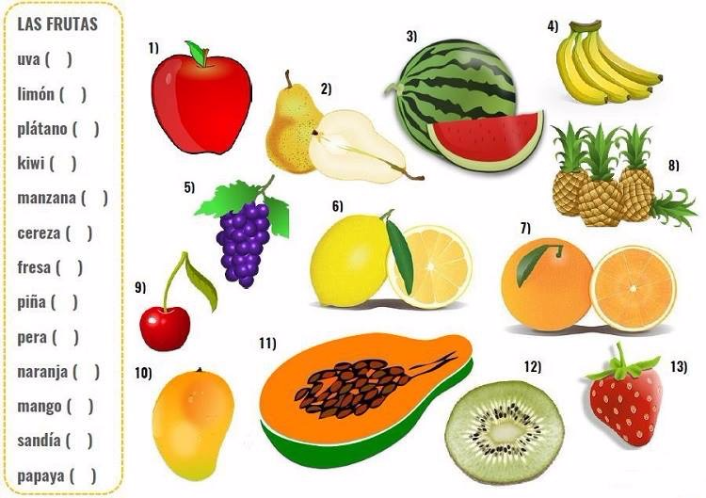 LAS FRUTAS
uva (   )
limón (   )
plátano (   )
kiwi (   )
manzana (   )
cereza (   )
fresa (   )
piña (   )
pera (   )
naranja (   )
mango (   )
sandía (   )
papaya (   )
1)
2)
3)
4)
5)
6)
7)
8)
9)
10)
11)
12)
13)